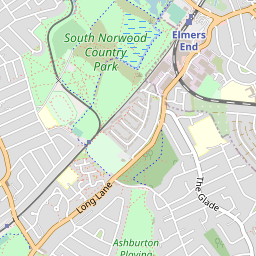 South Norwood
Country
Park
Elmers
End
Long Lane
The Glade
Ashburton
Playing